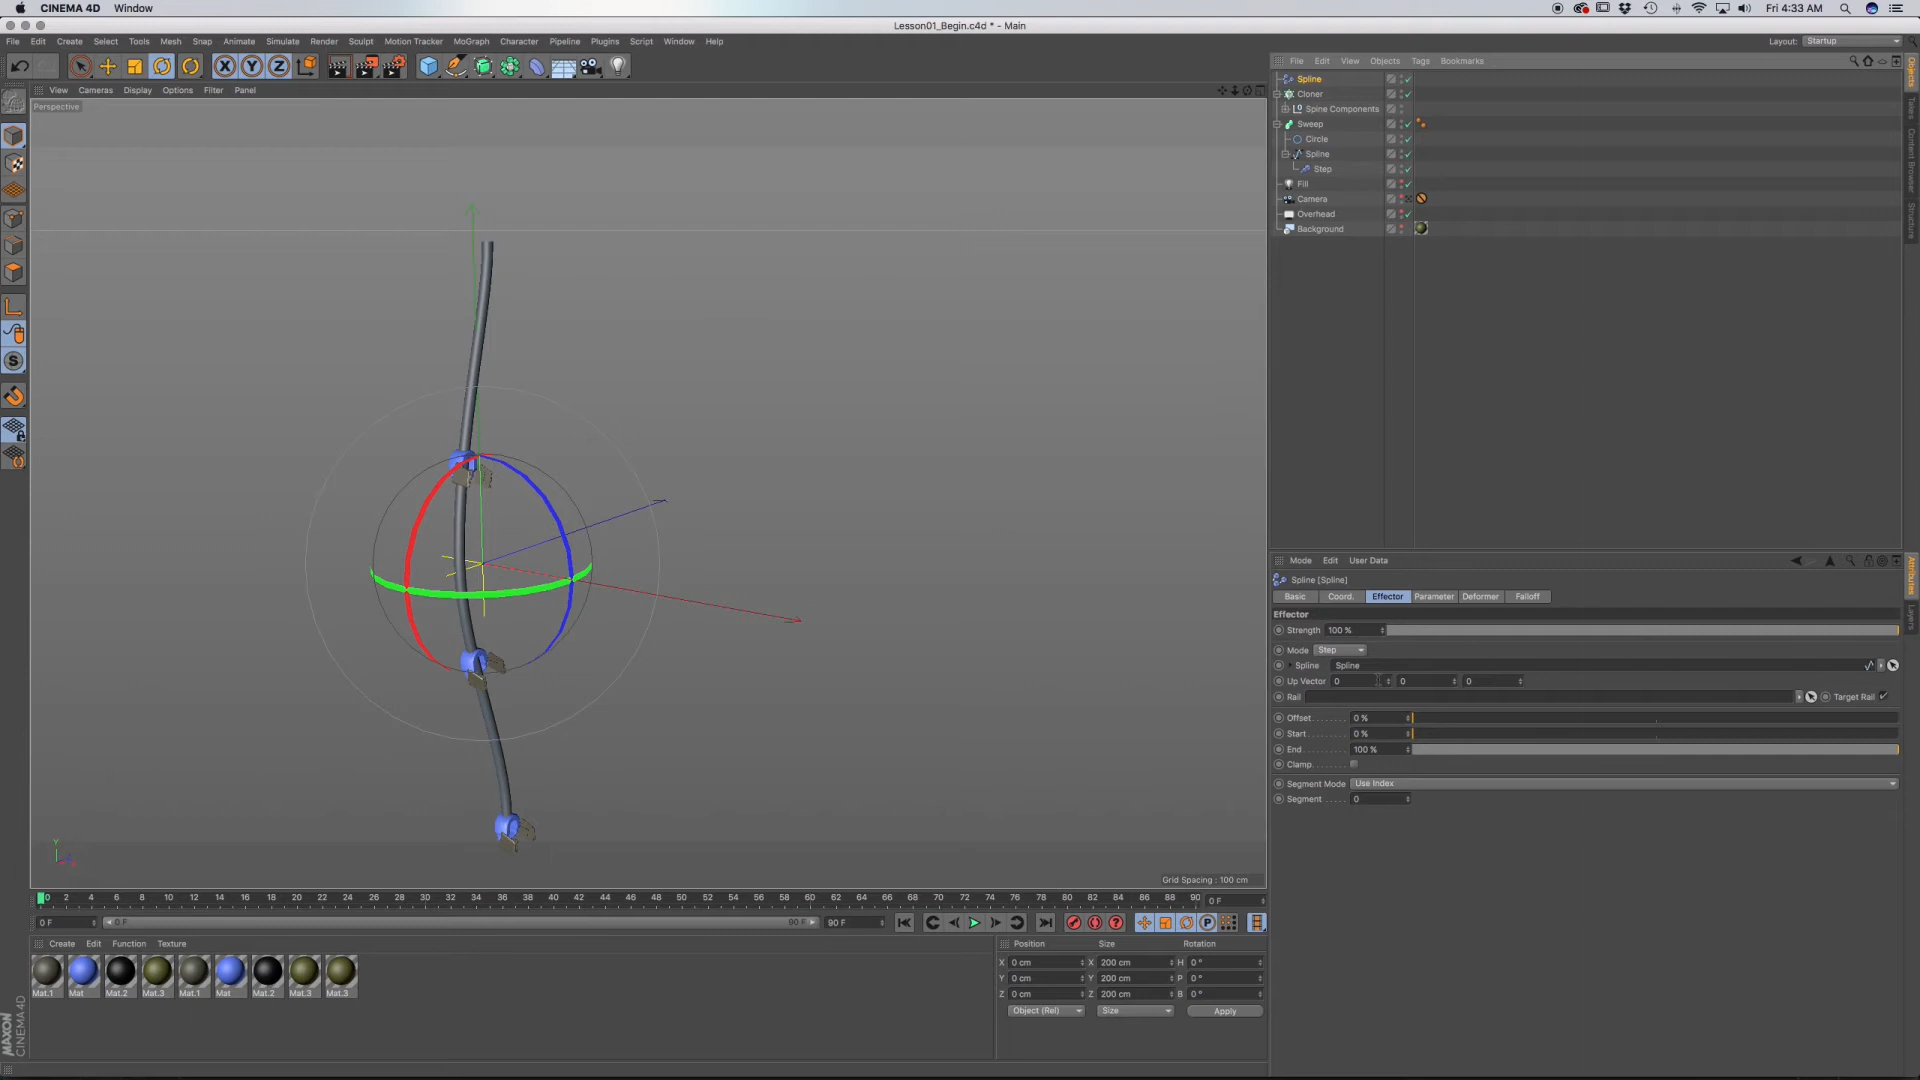 CINEMA 4D Window Fri 4:33 AM
Lesson01_Begin.c4d * - Main
File Edit Create Select Tools Mesh Snap Animate Simulate Render Sculpt Motion Tracker MoGraph Character Pipeline Plugins Script Window Help Layout: Startup
X Y Z
File Edit View Objects Tags Bookmarks
View Cameras Display Options Filter Panel
Perspective
Spline
Cloner
Spine Components
Sweep
Circle
Spline
Step
Fill
Camera
Overhead
Background
Objects
Takes
Content Browser
Structure
Mode Edit User Data
Spline [Spline]
Basic Coord. Effector Parameter Deformer Falloff
Effector
Strength 100 %
Mode Step
Spline Spline
Up Vector 0 0 0
Rail Target Rail
Offset 0 %
Start 0 %
End 100 %
Clamp
Segment Mode Use Index
Segment 0
Attributes
Layers
Y
Grid Spacing : 100 cm
0 2 4 6 8 10 12 14 16 18 20 22 24 26 28 30 32 34 36 38 40 42 44 46 48 50 52 54 56 58 60 62 64 66 68 70 72 74 76 78 80 82 84 86 88 90 0 F
0 F 0 F 90 F 90 F
Create Edit Function Texture
Mat.1 Mat Mat.2 Mat.3 Mat.1 Mat Mat.2 Mat.3 Mat.3
Position Size Rotation
X 0 cm X 200 cm H 0 °
Y 0 cm Y 200 cm P 0 °
Z 0 cm Z 200 cm B 0 °
Object (Rel) Size Apply
MAXON
CINEMA 4D